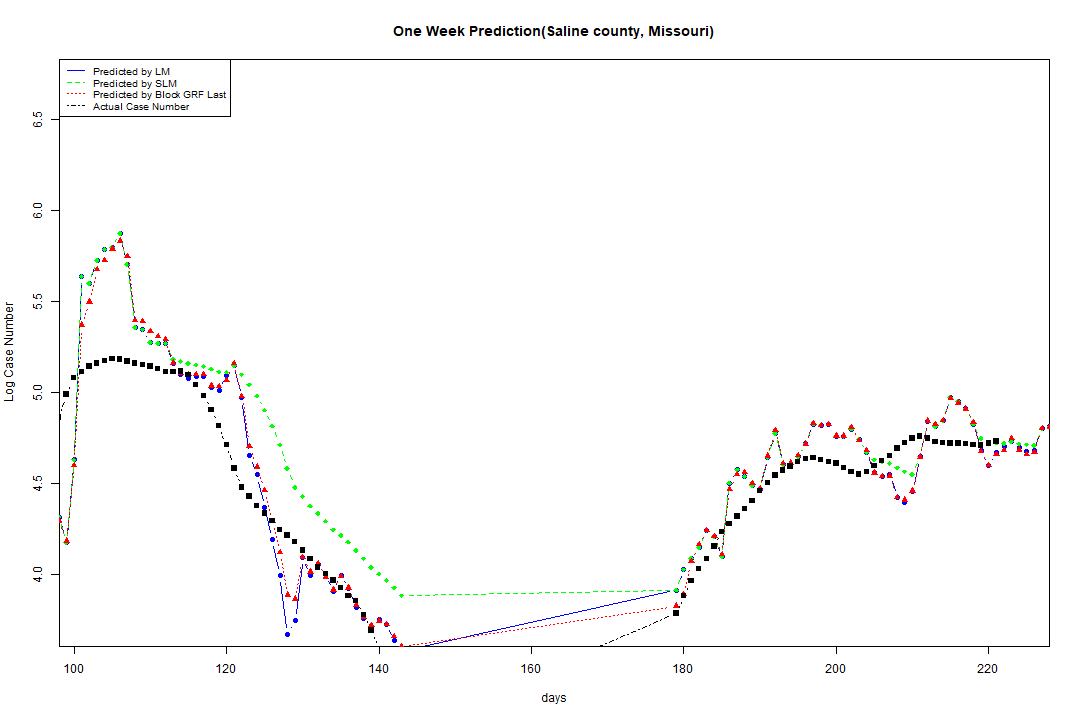 One Week Prediction(Saline county, Missouri)
Predicted by LM
Predicted by SLM
Predicted by Block GRF Last
Actual Case Number
Log Case Number
6.5
6.0
5.5
5.0
4.5
4.0
100 120 140 160 180 200 220
days